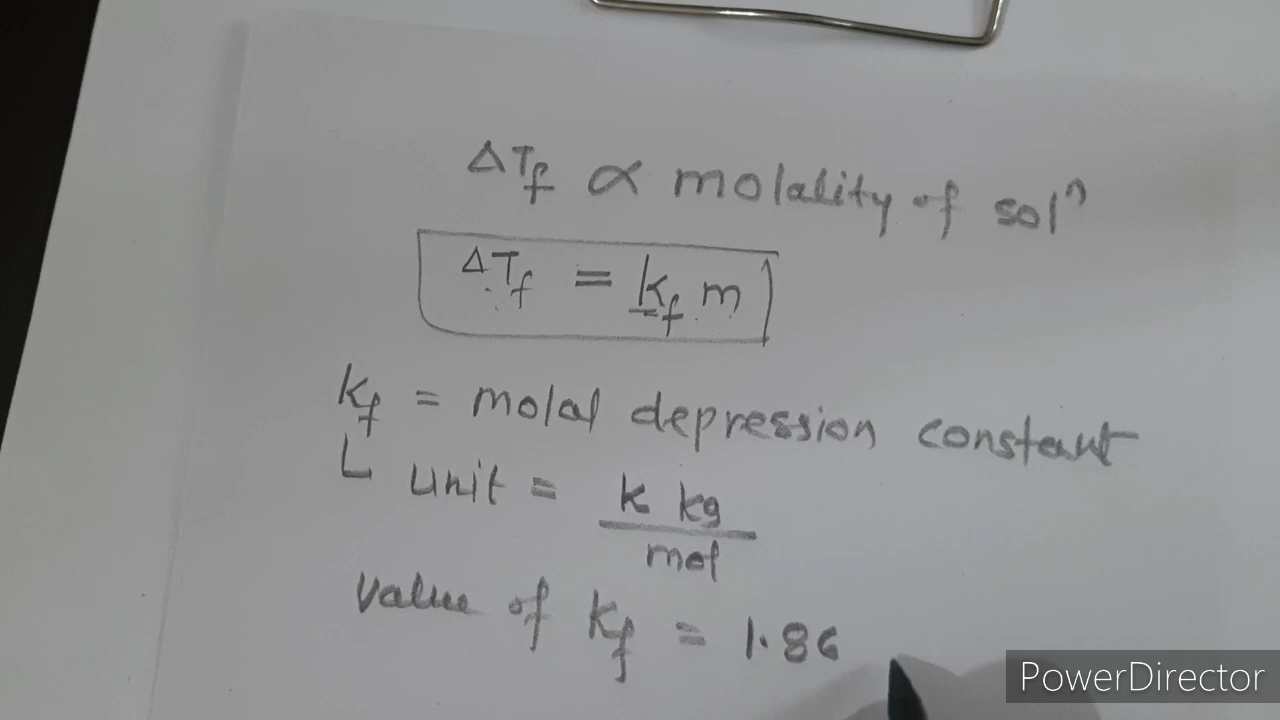 ΔTf ∝ molality of solⁿ
ΔTf = kf m
kf = molal depression constant
unit = k kg / mol
value of kf = 1.86
PowerDirector